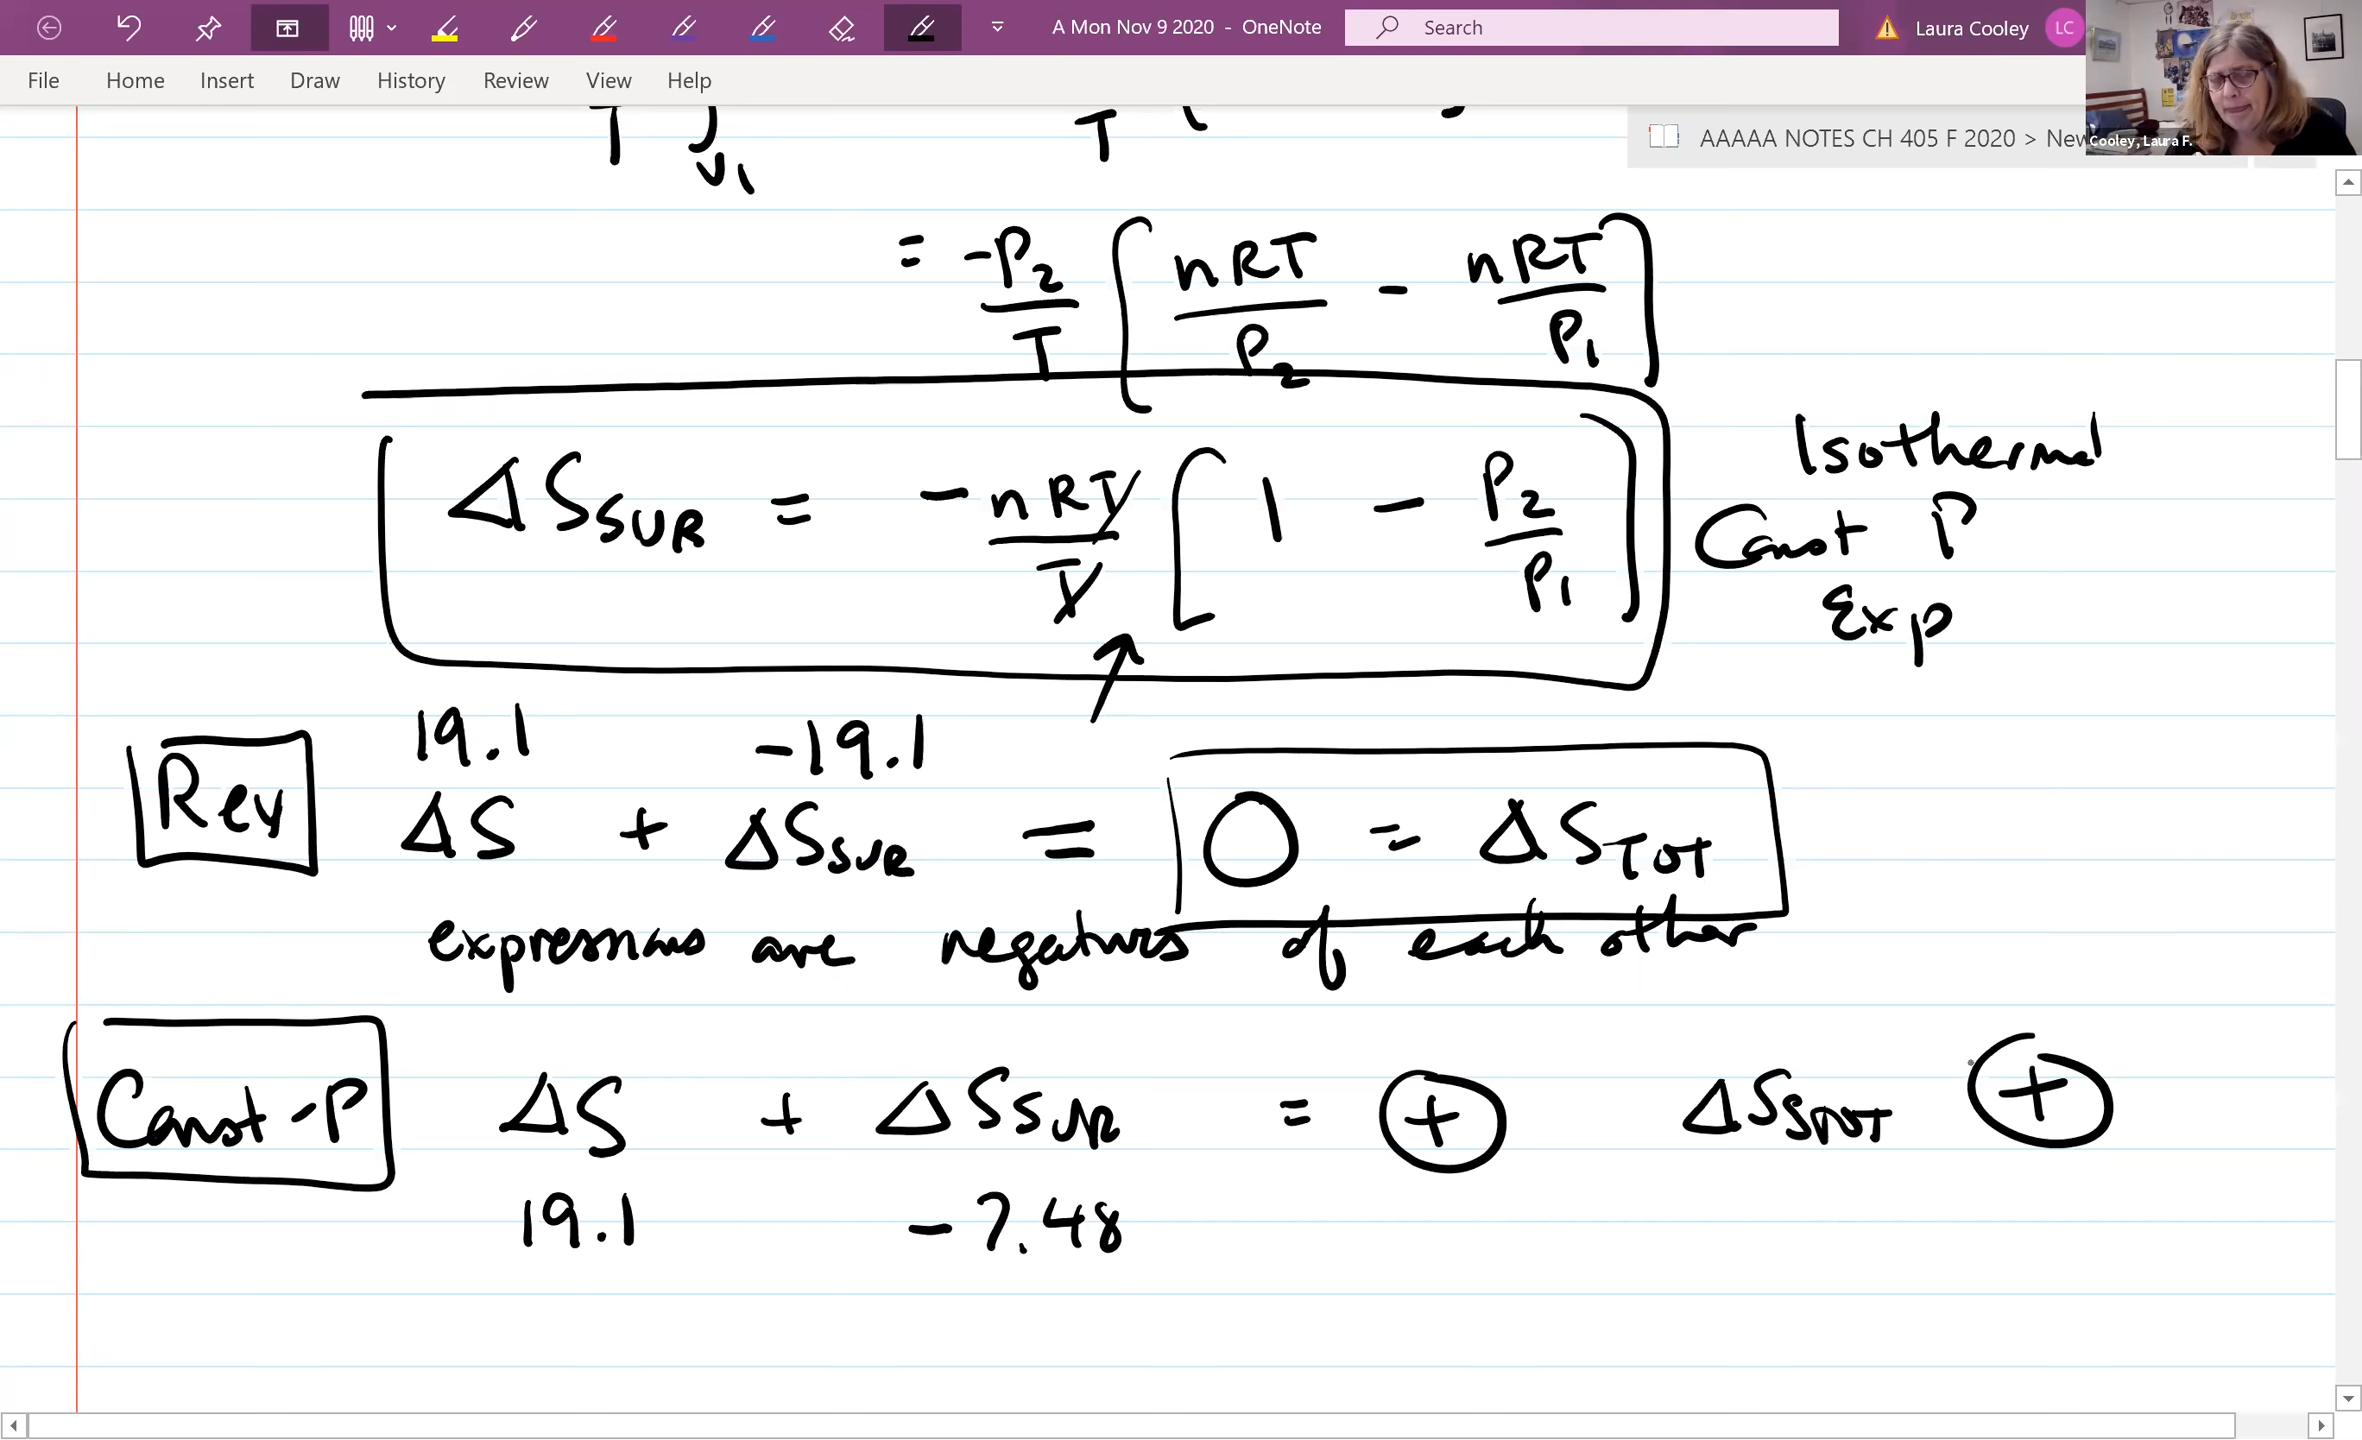 A Mon Nov 9 2020 - OneNote
Search
Laura Cooley LC
File Home Insert Draw History Review View Help
AAAAA NOTES CH 405 F 2020 > New
Cooley, Laura F.
T ∫ V1 T
= -P2/T [ nRT/P2 - nRT/P1 ]
ΔSSUR = -nRT/T [ 1 - P2/P1 ]
Isothermal
Const P
Exp
19.1 -19.1
Rev ΔS + ΔSSUR = 0 = ΔSTOT
expressions are negatives of each other
Const-P ΔS + ΔSSUR = + ΔSSTOT +
19.1 -7.48